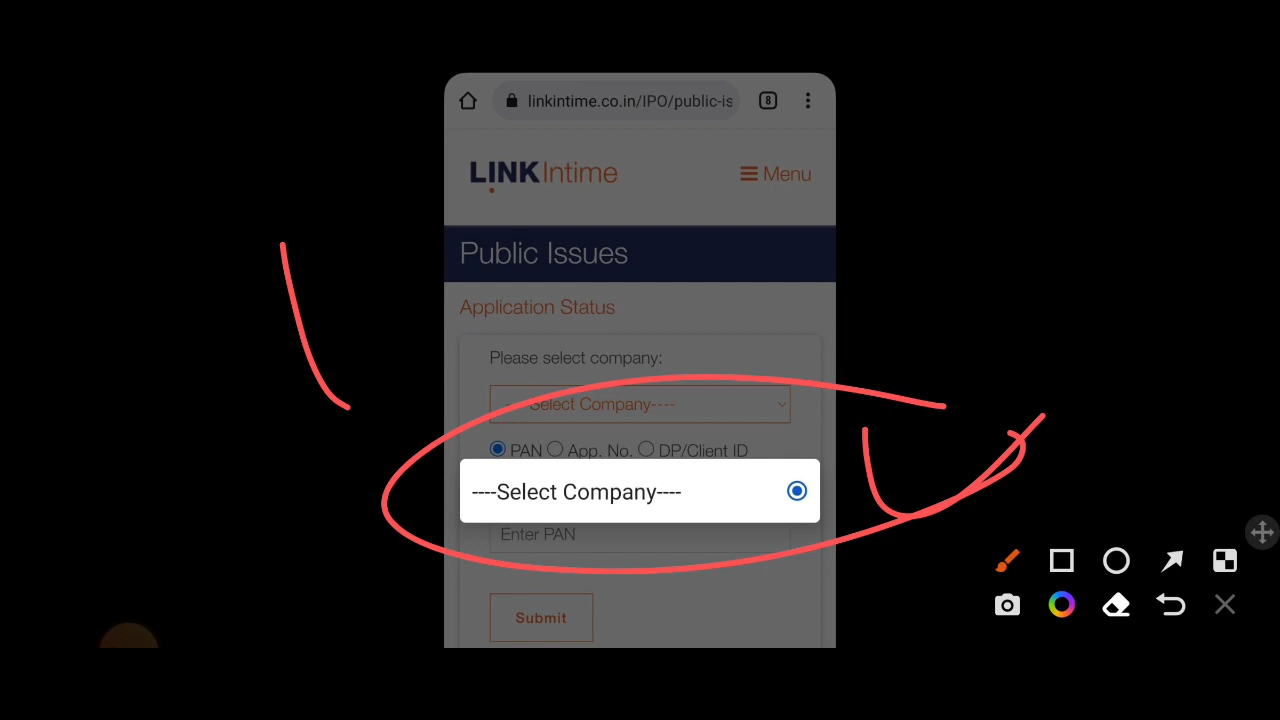 linkintime.co.in/IPO/public-is
8
LINK Intime
Menu
Public Issues
Application Status
Please select company:
Select Company----
PAN App. No. DP/Client ID
----Select Company----
Enter PAN
Submit